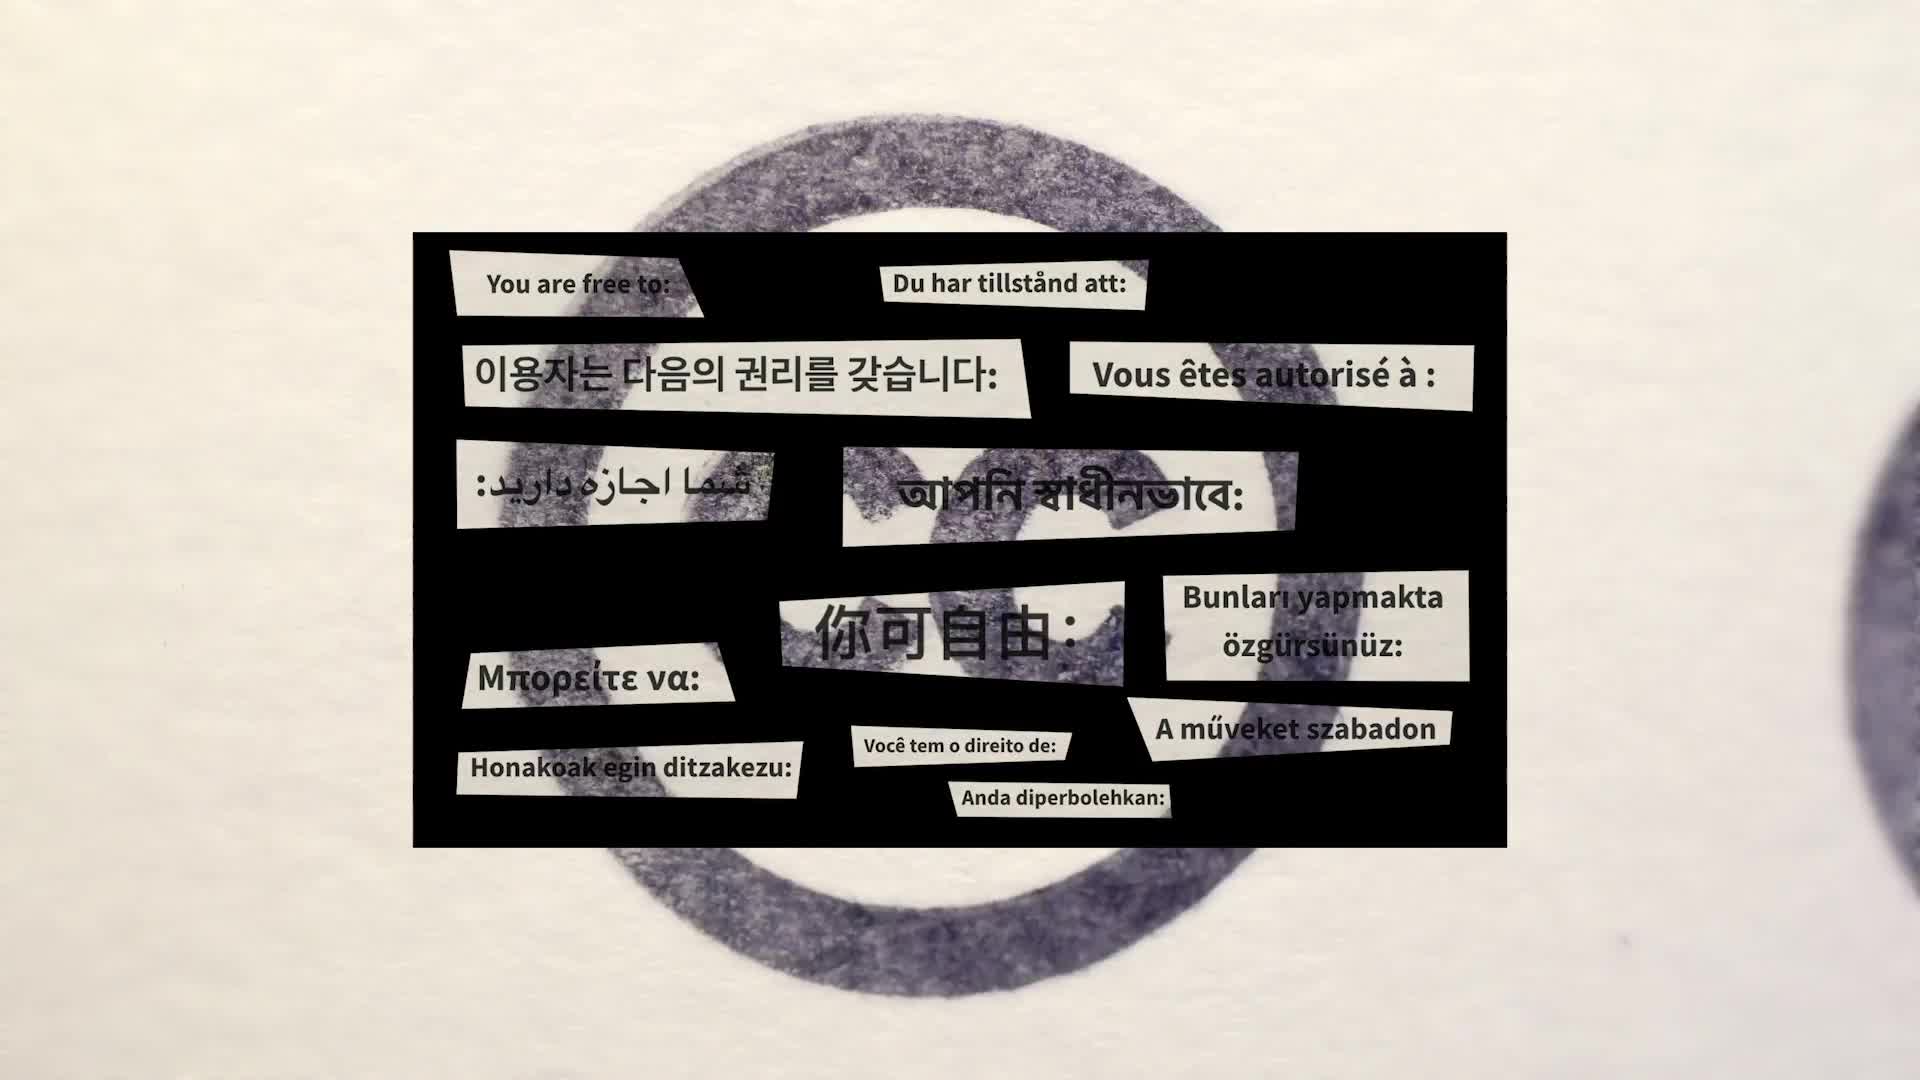 You are free to:
Du har tillstånd att:
이용자는 다음의 권리를 갖습니다:
Vous êtes autorisé à :
شما اجازه دارید:
আপনি স্বাধীনভাবে:
你可自由：
Bunları yapmakta
özgürsünüz:
Μπορείτε να:
A műveket szabadon
Você tem o direito de:
Honakoak egin ditzakezu:
Anda diperbolehkan: